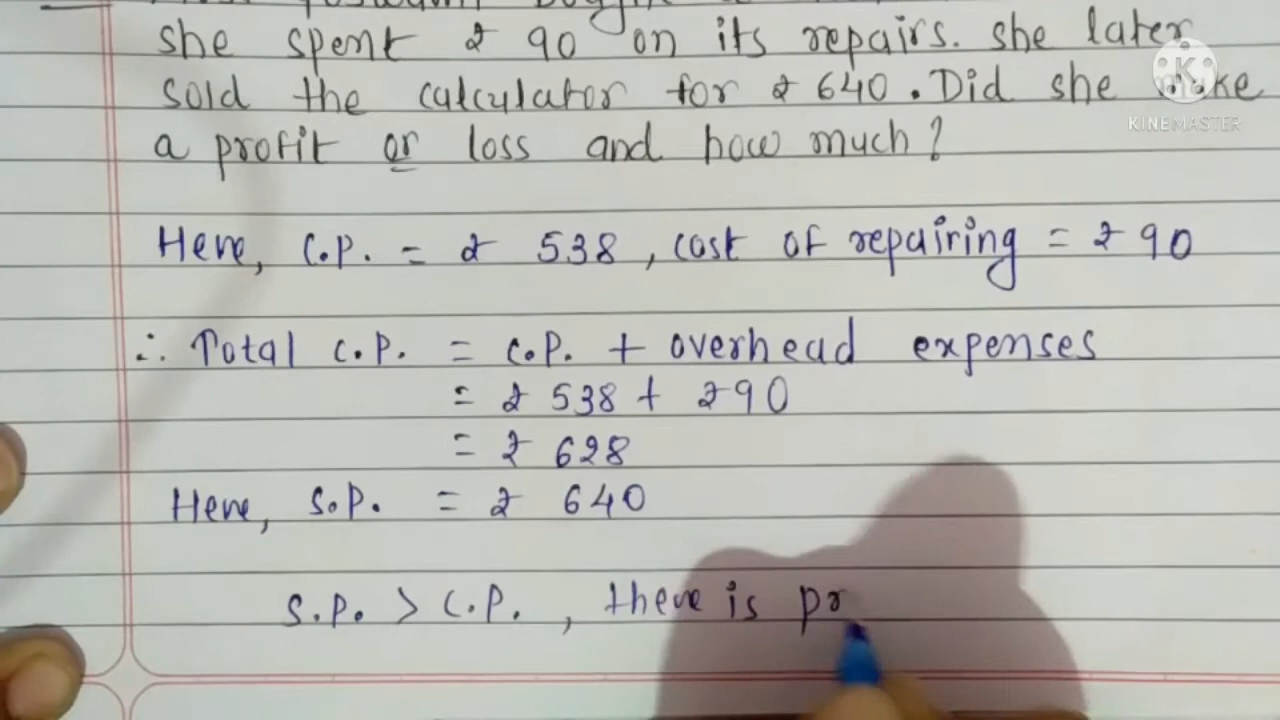 she spent ₹ 90 on its repairs. she later
sold the calculator for ₹ 640. Did she make
a profit or loss and how much?
Here, C.P. = ₹ 538, cost of repairing = ₹ 90
∴ Total C.P. = C.P. + overhead expenses
= ₹ 538 + ₹ 90
= ₹ 628
Here, S.P. = ₹ 640
S.P. > C.P., there is pr
K
KINEMASTER